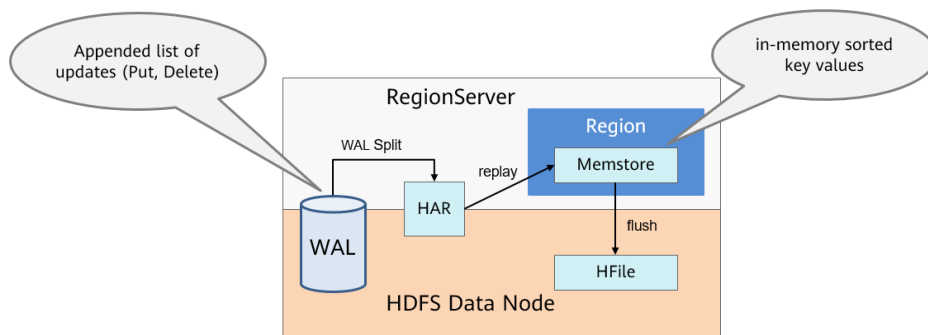 Appended list of
updates (Put, Delete)
in-memory sorted
key values
RegionServer
Region
WAL Split
replay
Memstore
HAR
WAL
flush
HFile
HDFS Data Node